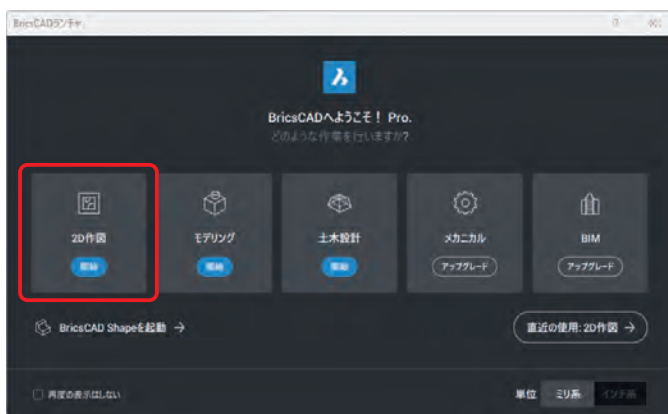 BricsCADランチャ
BricsCADへようこそ！ Pro.
どのような作業を行いますか?
2D作図
開始
モデリング
開始
土木設計
開始
メカニカル
アップグレード
BIM
アップグレード
BricsCAD Shapeを起動 →
直近の使用: 2D作図 →
再度の表示はしない
単位 ミリ系 インチ系